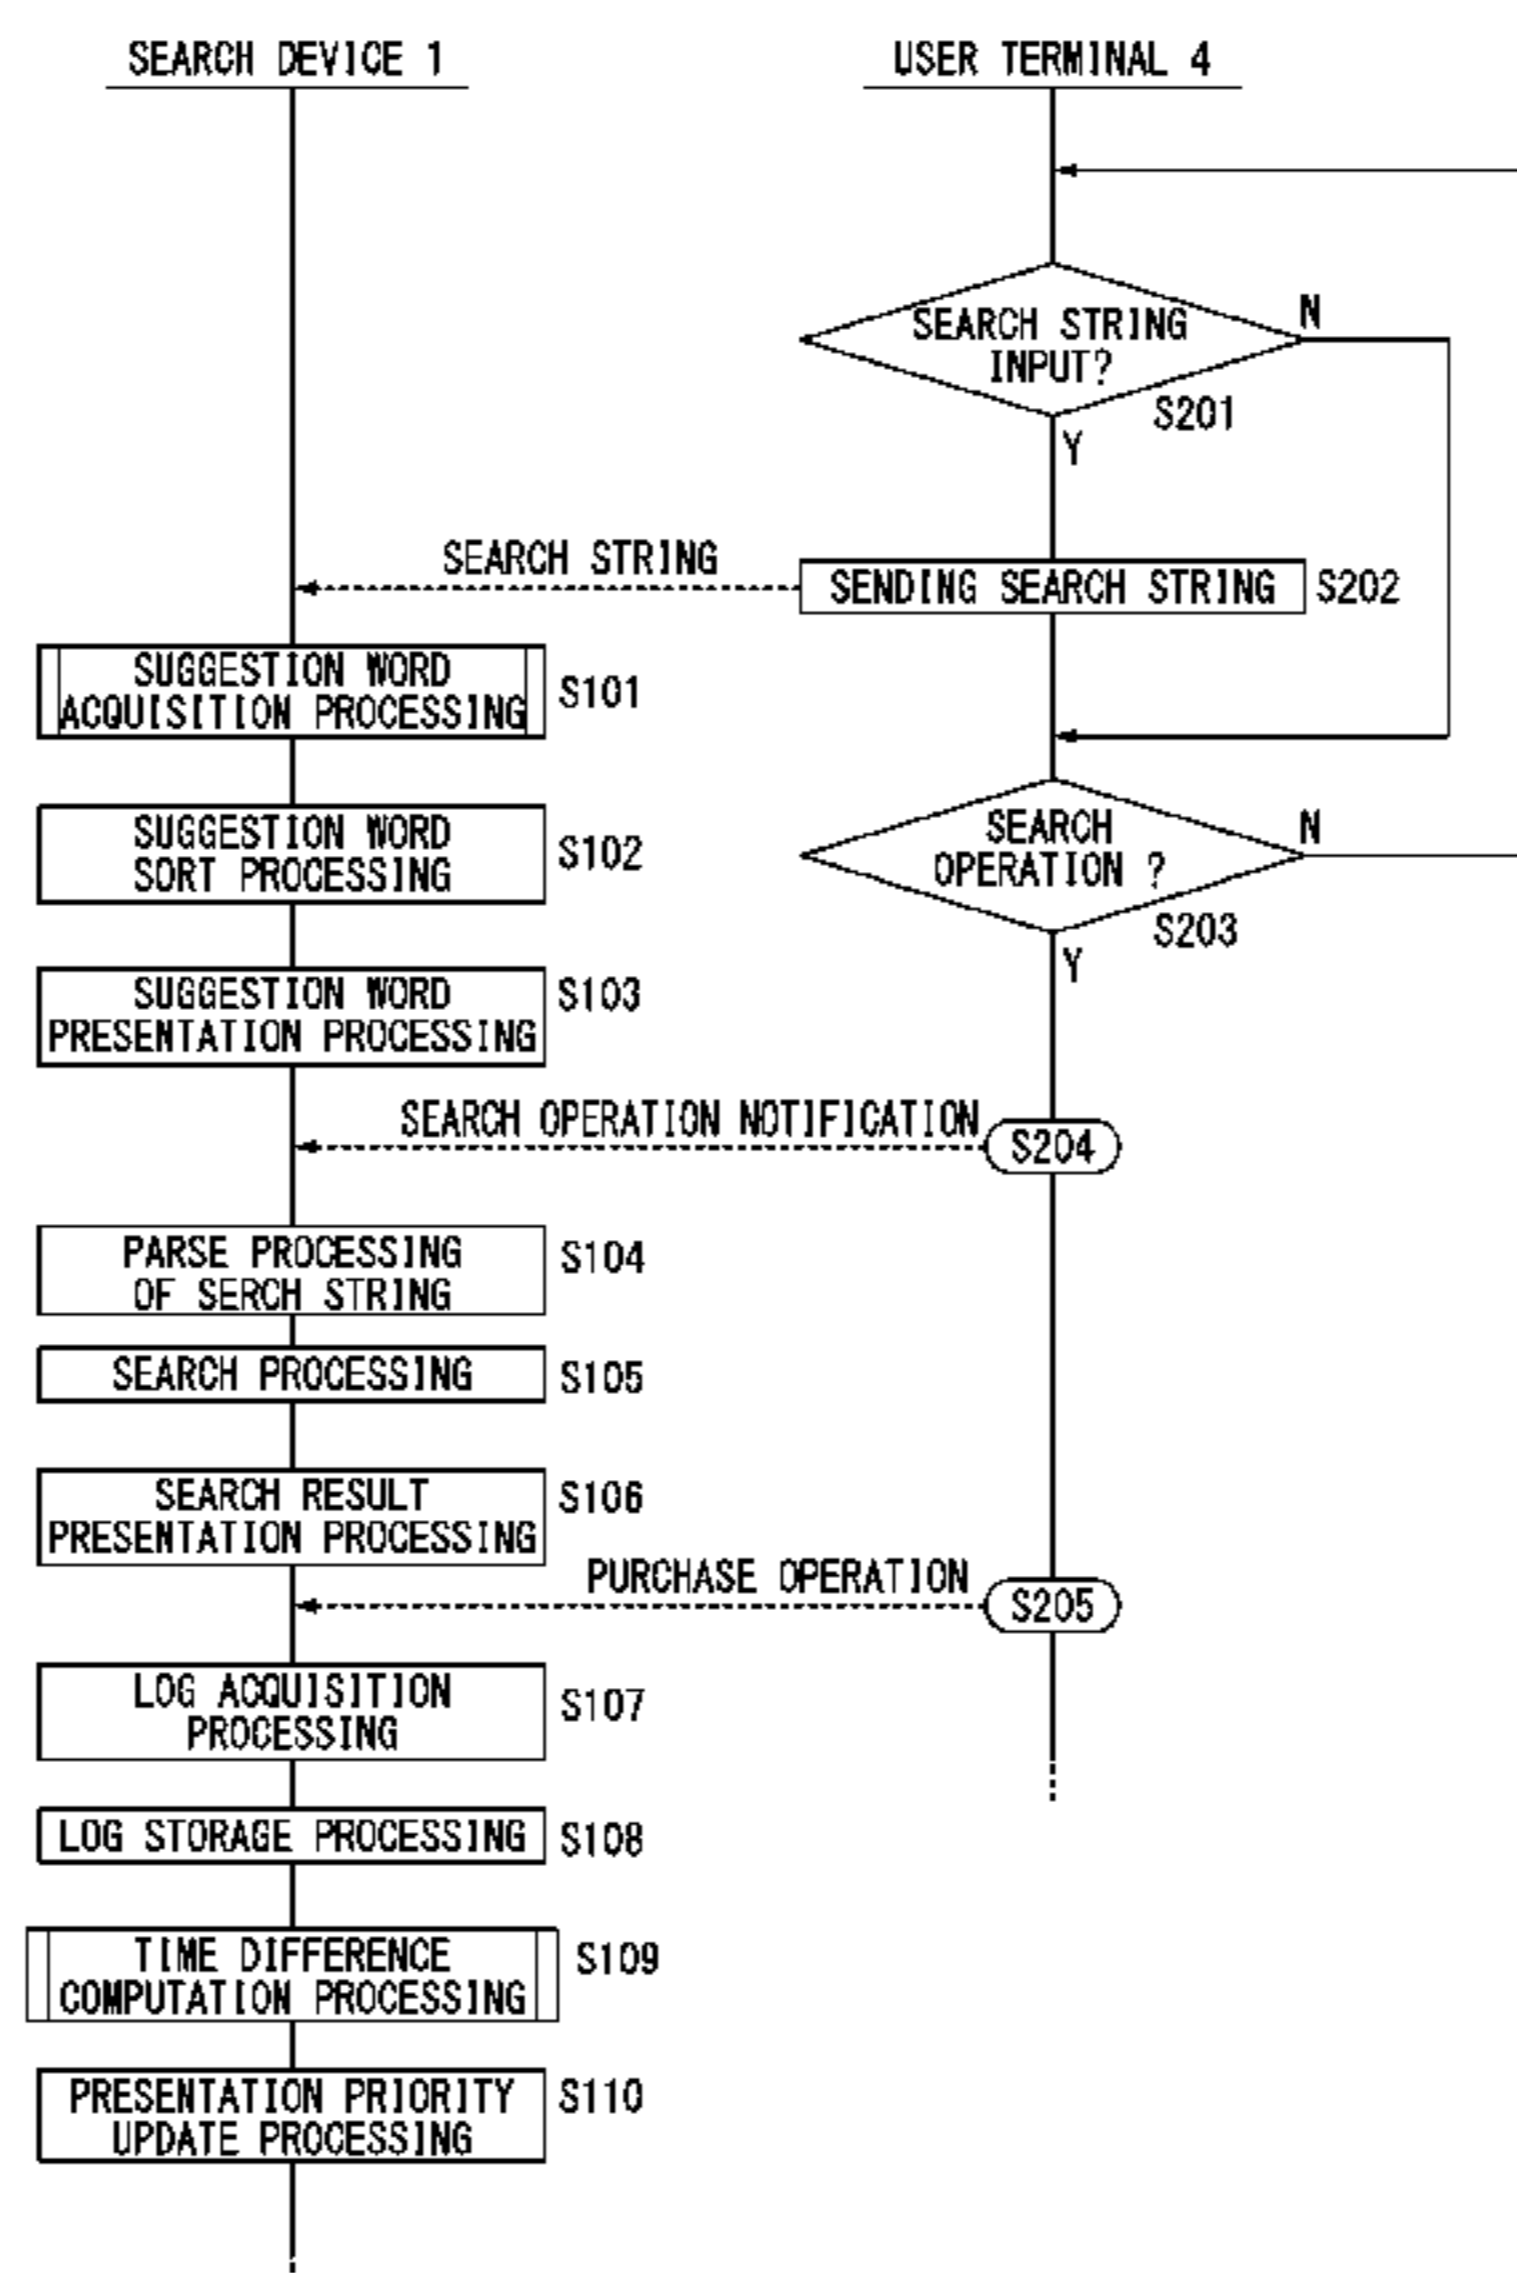 SEARCH DEVICE 1
USER TERMINAL 4
SEARCH STRING
INPUT?
N
S201
Y
SEARCH STRING
SENDING SEARCH STRING
S202
SUGGESTION WORD
ACQUISITION PROCESSING
S101
SUGGESTION WORD
SORT PROCESSING
S102
SEARCH
OPERATION ?
N
S203
Y
SUGGESTION WORD
PRESENTATION PROCESSING
S103
SEARCH OPERATION NOTIFICATION
S204
PARSE PROCESSING
OF SERCH STRING
S104
SEARCH PROCESSING
S105
SEARCH RESULT
PRESENTATION PROCESSING
S106
PURCHASE OPERATION
S205
LOG ACQUISITION
PROCESSING
S107
LOG STORAGE PROCESSING
S108
TIME DIFFERENCE
COMPUTATION PROCESSING
S109
PRESENTATION PRIORITY
UPDATE PROCESSING
S110